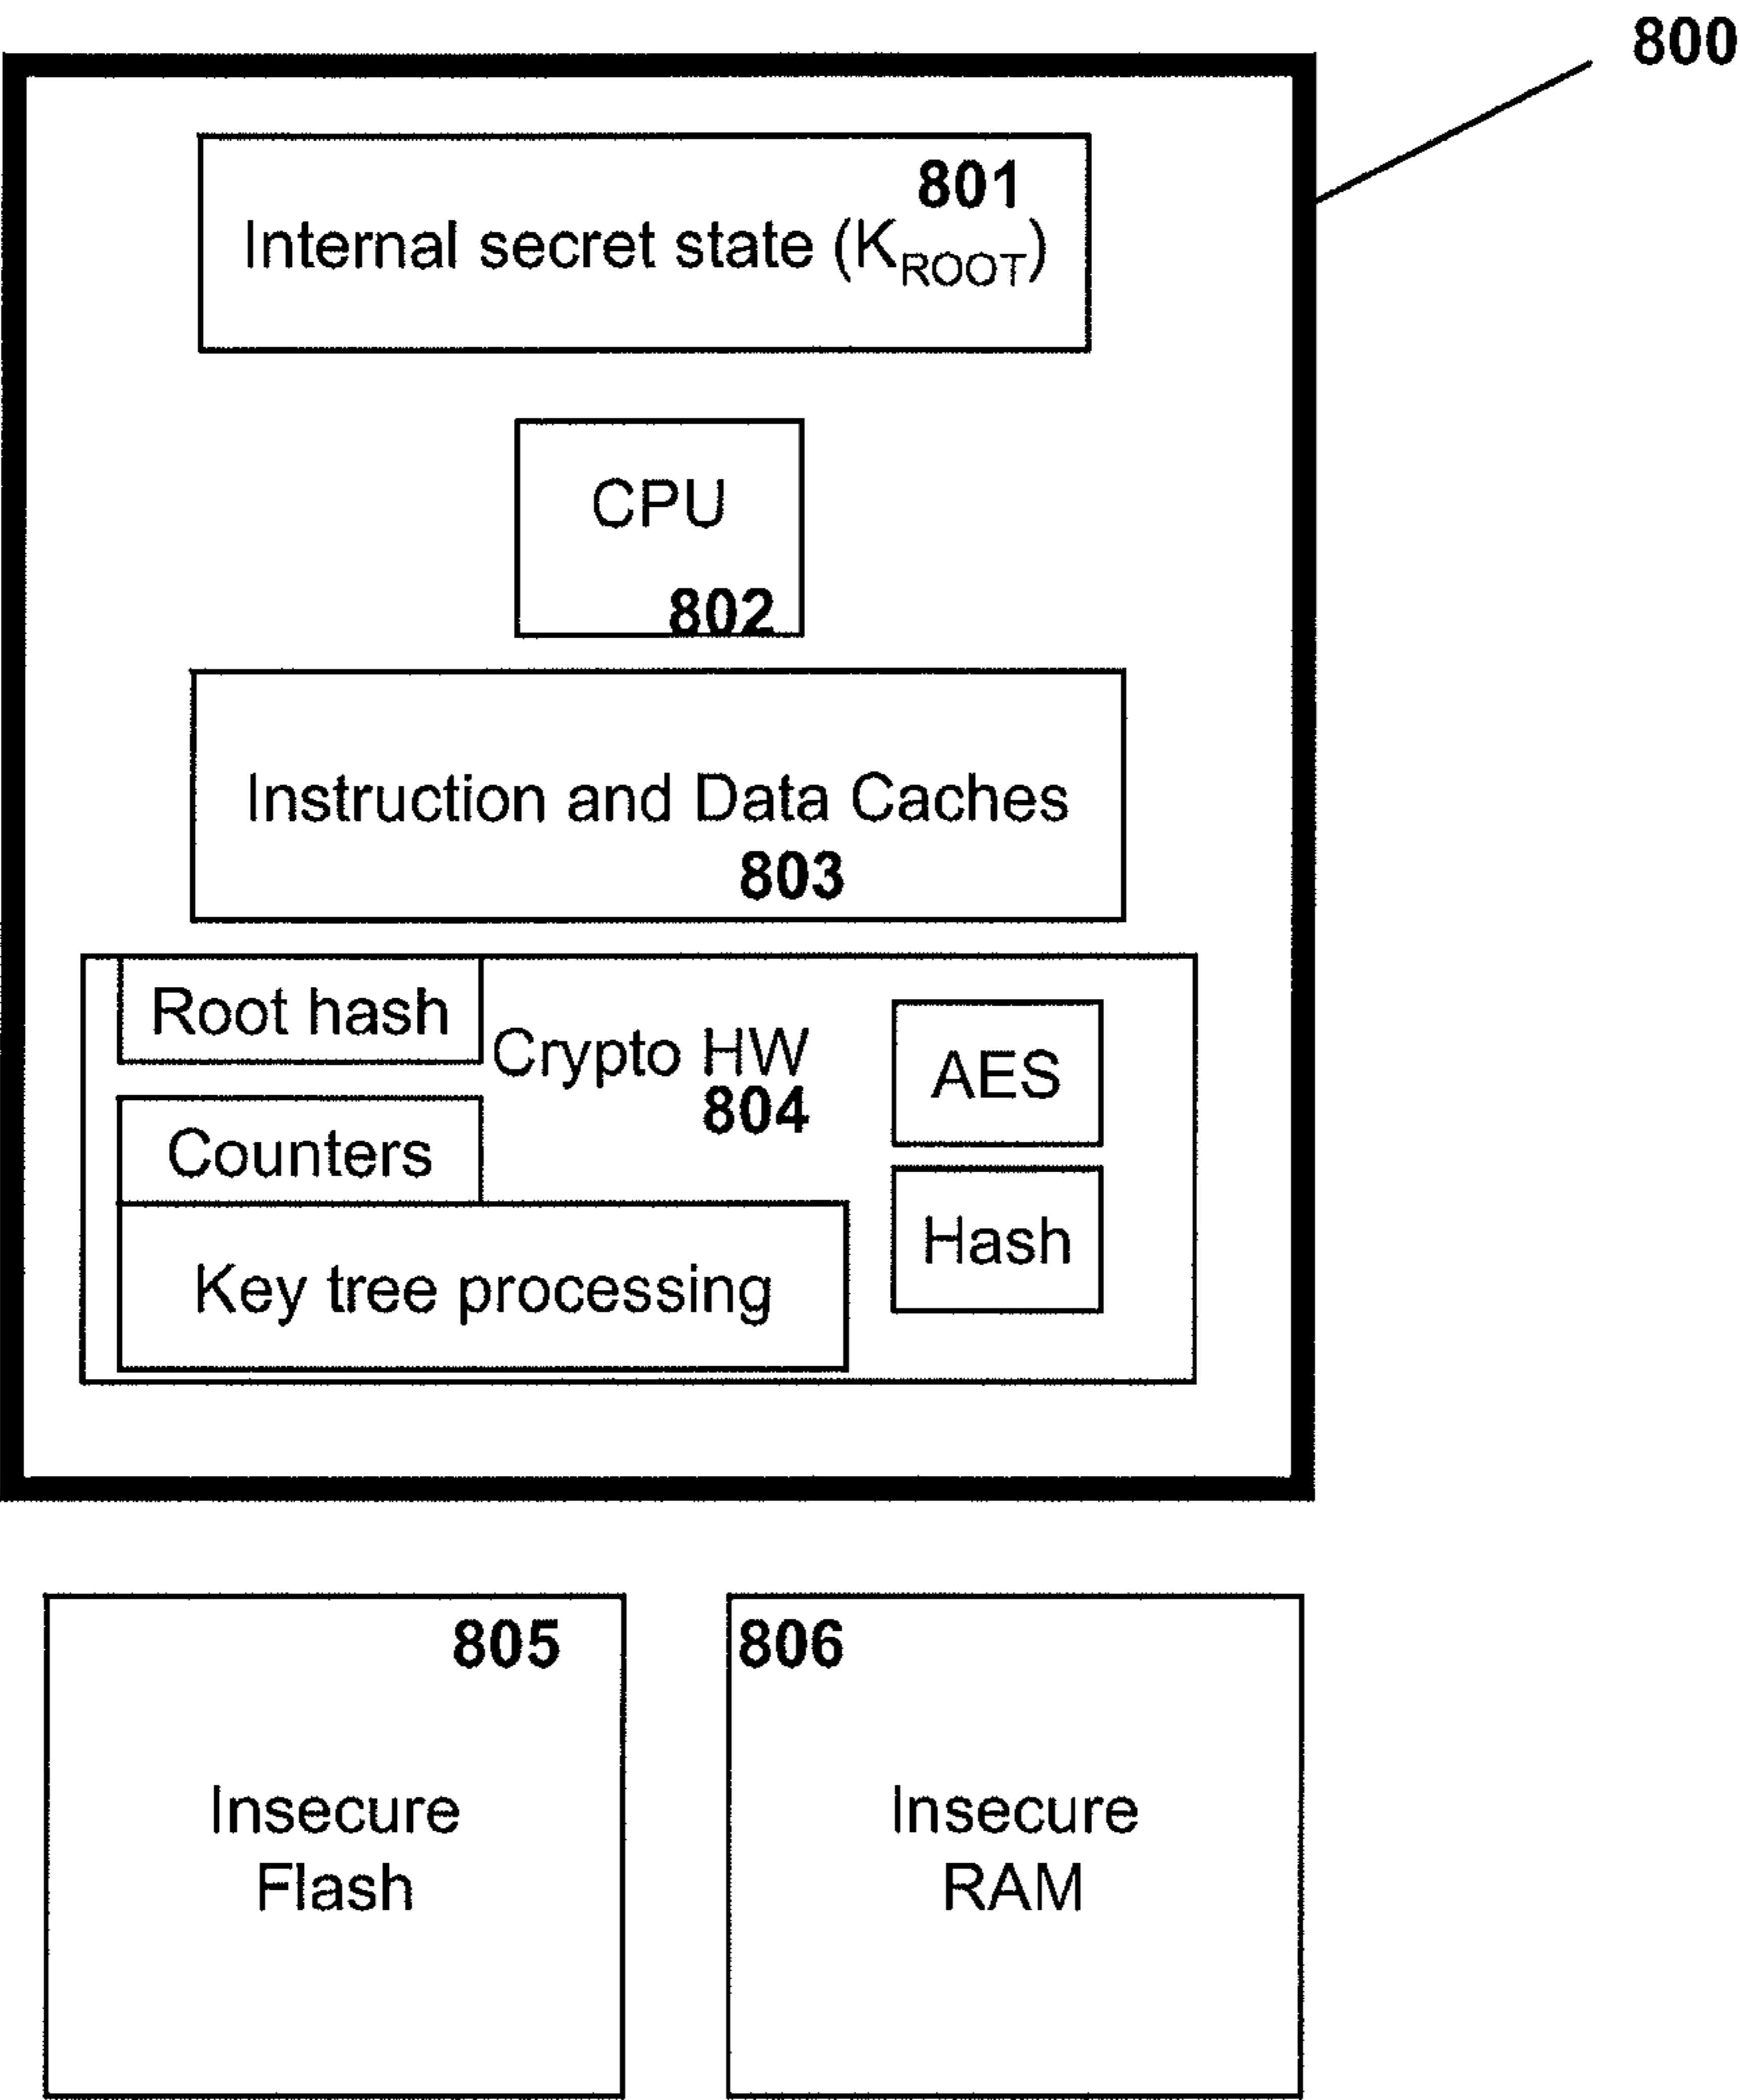 800
801
Internal secret state (K_ROOT)
CPU
802
Instruction and Data Caches
803
Root hash
Crypto HW
804
AES
Counters
Hash
Key tree processing
805
Insecure
Flash
806
Insecure
RAM